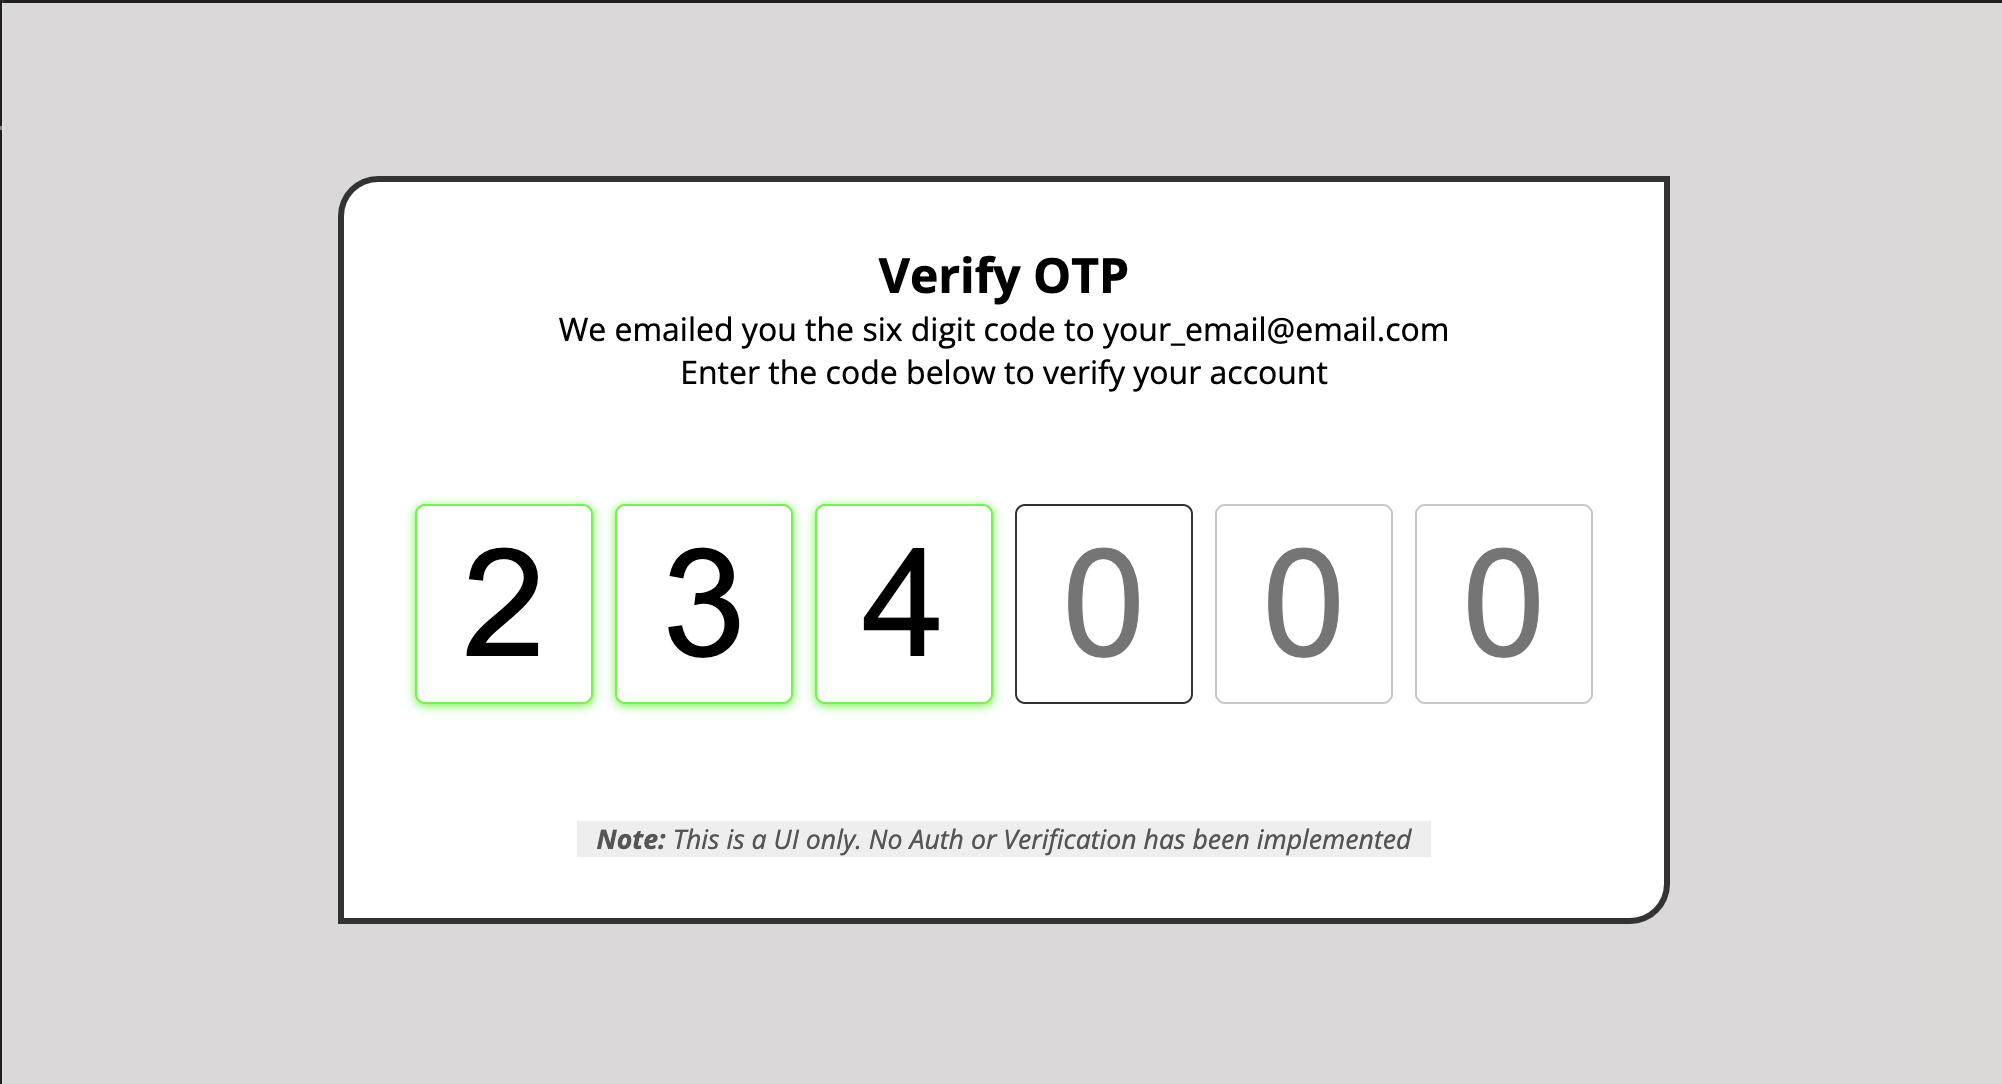 Verify OTP
We emailed you the six digit code to your_email@email.com
Enter the code below to verify your account
2 3 4 0 0 0
Note: This is a UI only. No Auth or Verification has been implemented